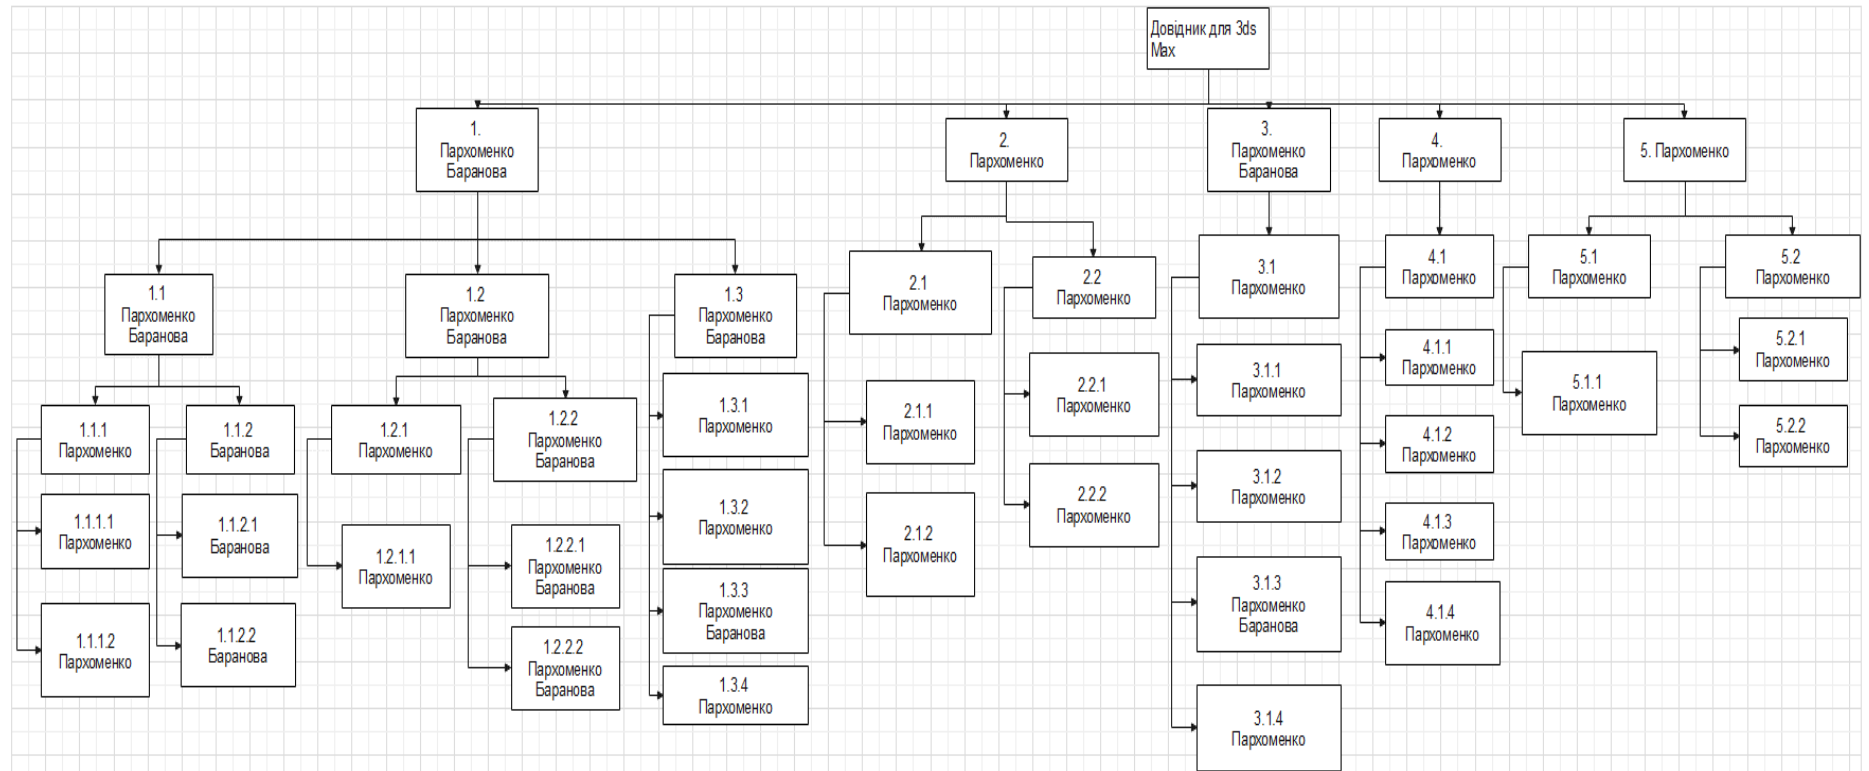 Довідник для 3ds
Max
1.
Пархоменко
Баранова
2.
Пархоменко
3.
Пархоменко
Баранова
4.
Пархоменко
5. Пархоменко
1.1
Пархоменко
Баранова
1.2
Пархоменко
Баранова
1.3
Пархоменко
Баранова
2.1
Пархоменко
2.2
Пархоменко
3.1
Пархоменко
4.1
Пархоменко
5.1
Пархоменко
5.2
Пархоменко
1.1.1
Пархоменко
1.1.2
Баранова
1.2.1
Пархоменко
1.2.2
Пархоменко
Баранова
1.3.1
Пархоменко
2.1.1
Пархоменко
2.2.1
Пархоменко
3.1.1
Пархоменко
4.1.1
Пархоменко
5.1.1
Пархоменко
5.2.1
Пархоменко
1.1.1.1
Пархоменко
1.1.2.1
Баранова
1.2.1.1
Пархоменко
1.2.2.1
Пархоменко
Баранова
1.3.2
Пархоменко
2.1.2
Пархоменко
2.2.2
Пархоменко
3.1.2
Пархоменко
4.1.2
Пархоменко
5.2.2
Пархоменко
1.1.1.2
Пархоменко
1.1.2.2
Баранова
1.2.2.2
Пархоменко
Баранова
1.3.3
Пархоменко
Баранова
3.1.3
Пархоменко
Баранова
4.1.3
Пархоменко
1.3.4
Пархоменко
3.1.4
Пархоменко
4.1.4
Пархоменко